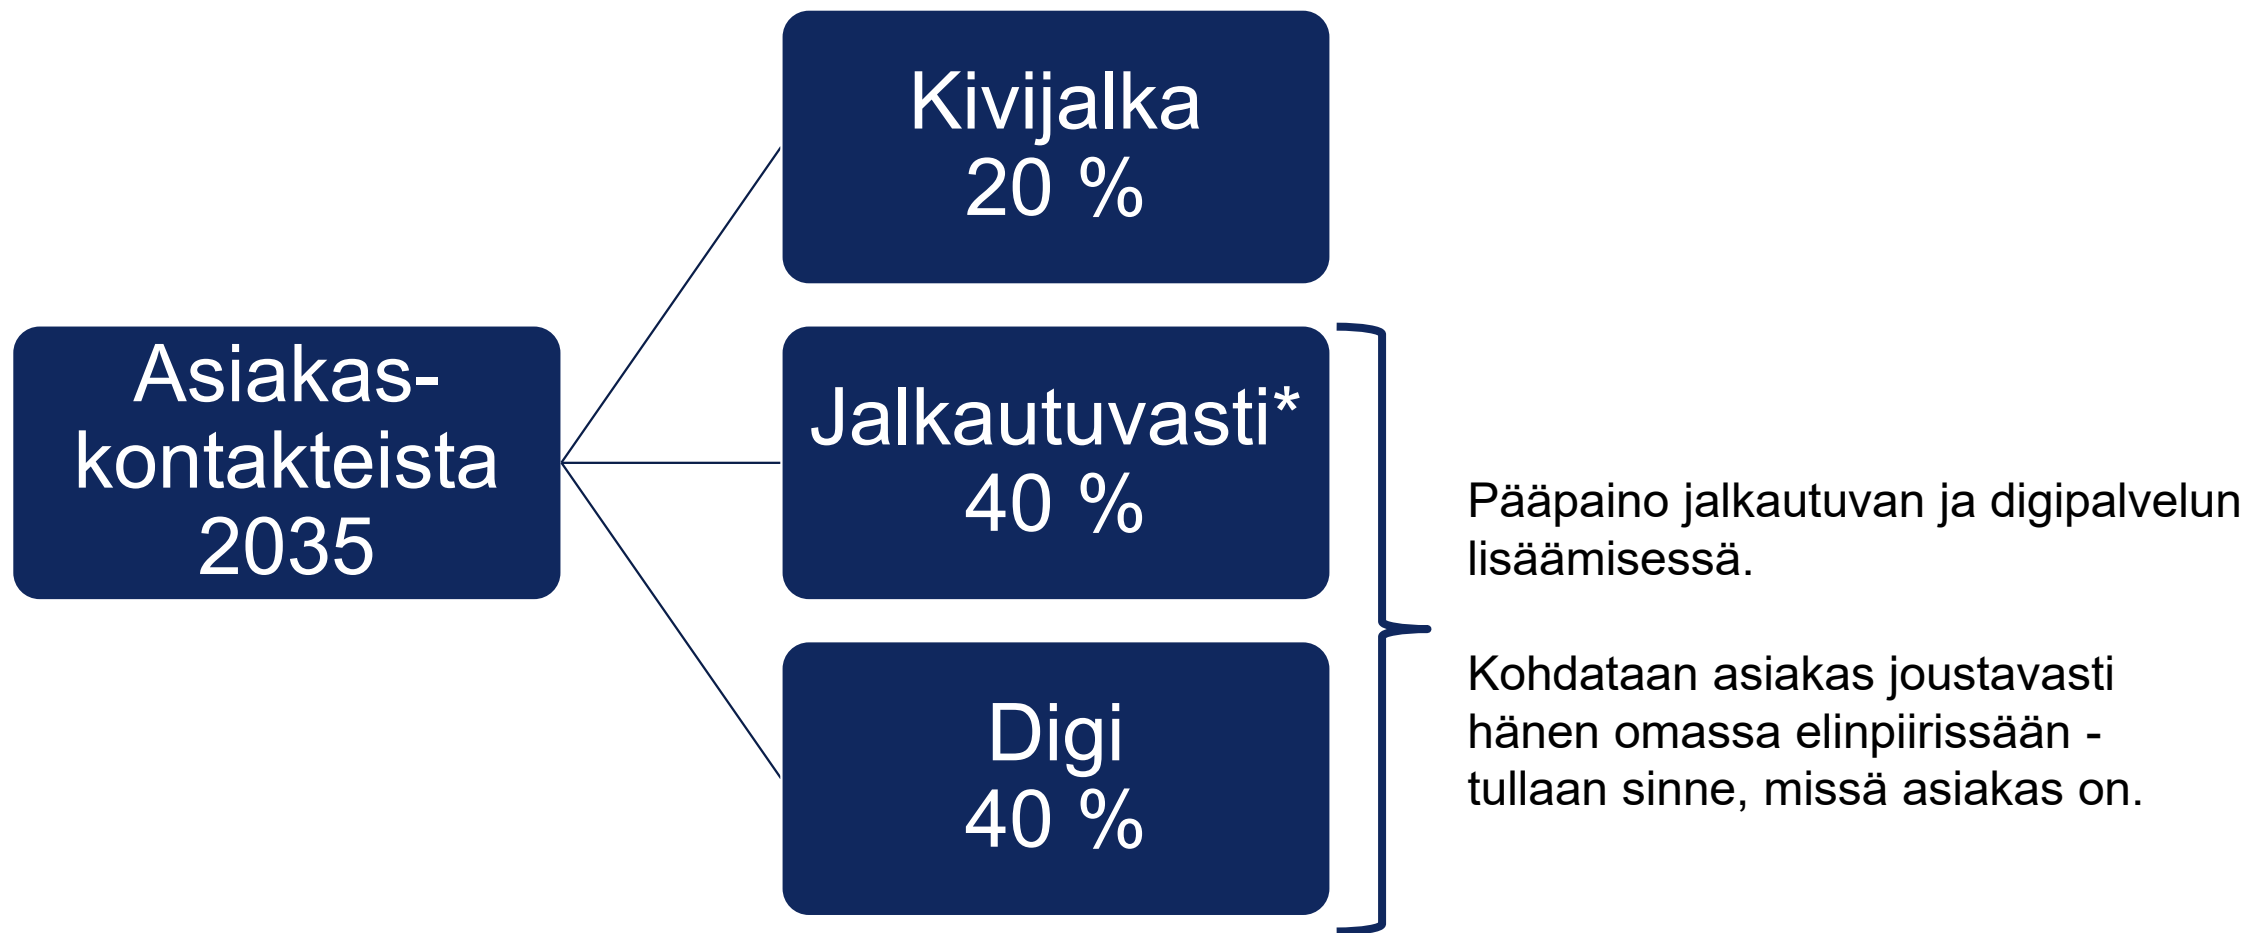 Asiakas-
kontakteista
2035
Kivijalka
20 %
Jalkautuvasti*
40 %
Digi
40 %
Pääpaino jalkautuvan ja digipalvelun
lisäämisessä.
Kohdataan asiakas joustavasti
hänen omassa elinpiirissään -
tullaan sinne, missä asiakas on.